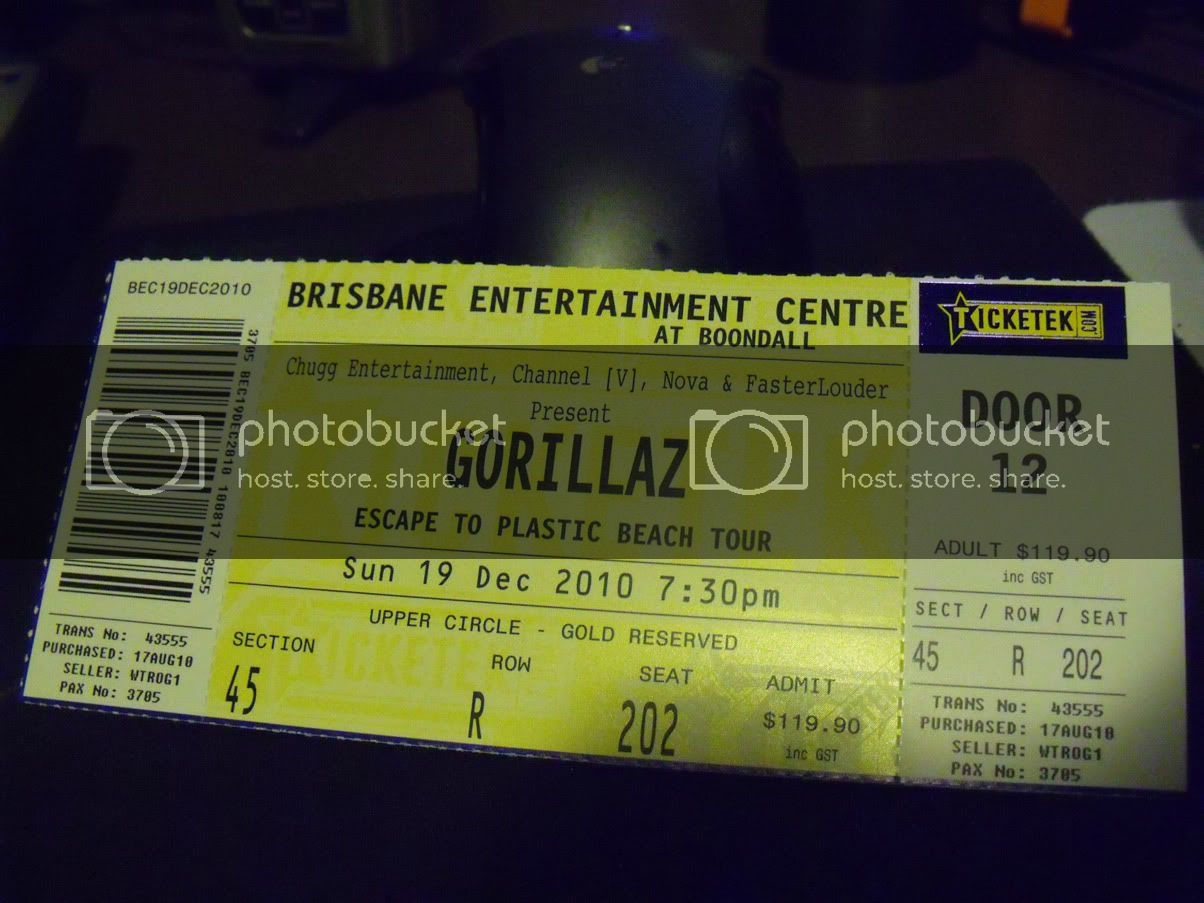 BEC19DEC2010
3705 BEC19DEC2010 100817 43555
TRANS No: 43555
PURCHASED: 17AUG10
SELLER: WTROG1
PAX No: 3705
BRISBANE ENTERTAINMENT CENTRE
AT BOONDALL
Chugg Entertainment, Channel [V], Nova & FasterLouder
Present
GORILLAZ
ESCAPE TO PLASTIC BEACH TOUR
Sun 19 Dec 2010 7:30pm
UPPER CIRCLE - GOLD RESERVED
SECTION ROW SEAT ADMIT
45 R 202 $119.90
inc GST
TICKETEK.COM
DOOR
12
ADULT $119.90
inc GST
SECT / ROW / SEAT
45 R 202
TRANS No: 43555
PURCHASED: 17AUG10
SELLER: WTROG1
PAX No: 3705
TICKETEK
photobucket
host. store. share.
photobucket
host. store. share.